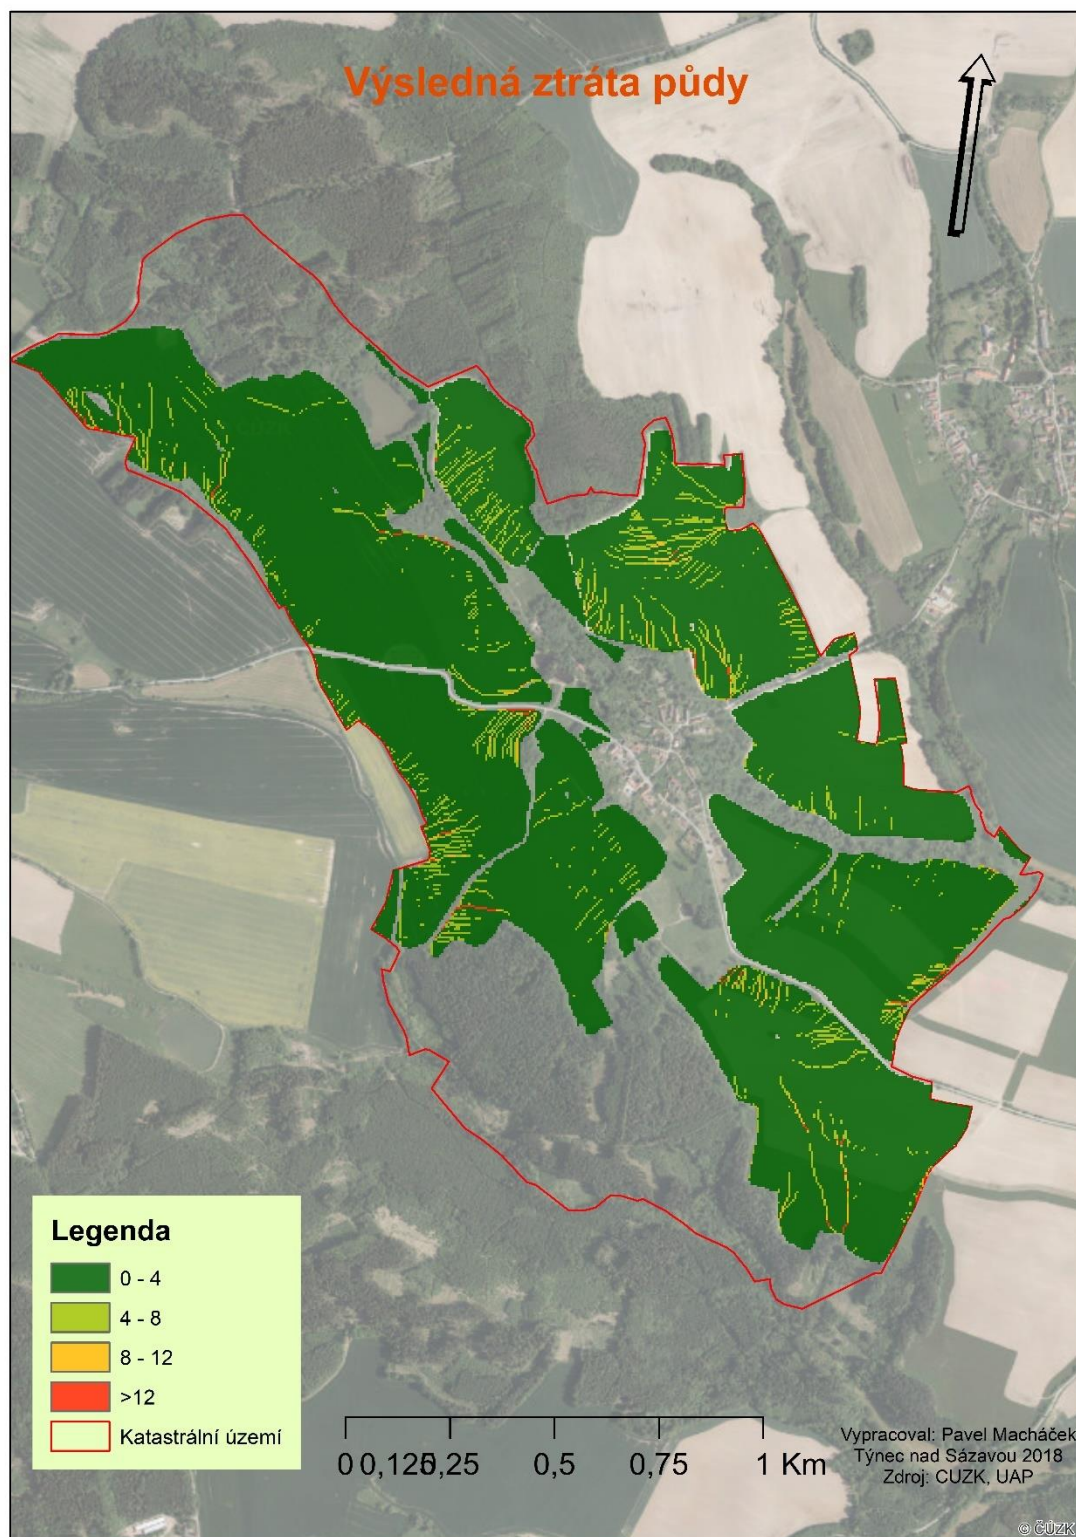 Výsledná ztráta půdy
Legenda
0 - 4
4 - 8
8 - 12
>12
Katastrální území
0 0,125 0,25 0,5 0,75 1 Km
Vypracoval: Pavel Macháček
Týnec nad Sázavou 2018
Zdroj: CUZK, UAP
© ČÚZK